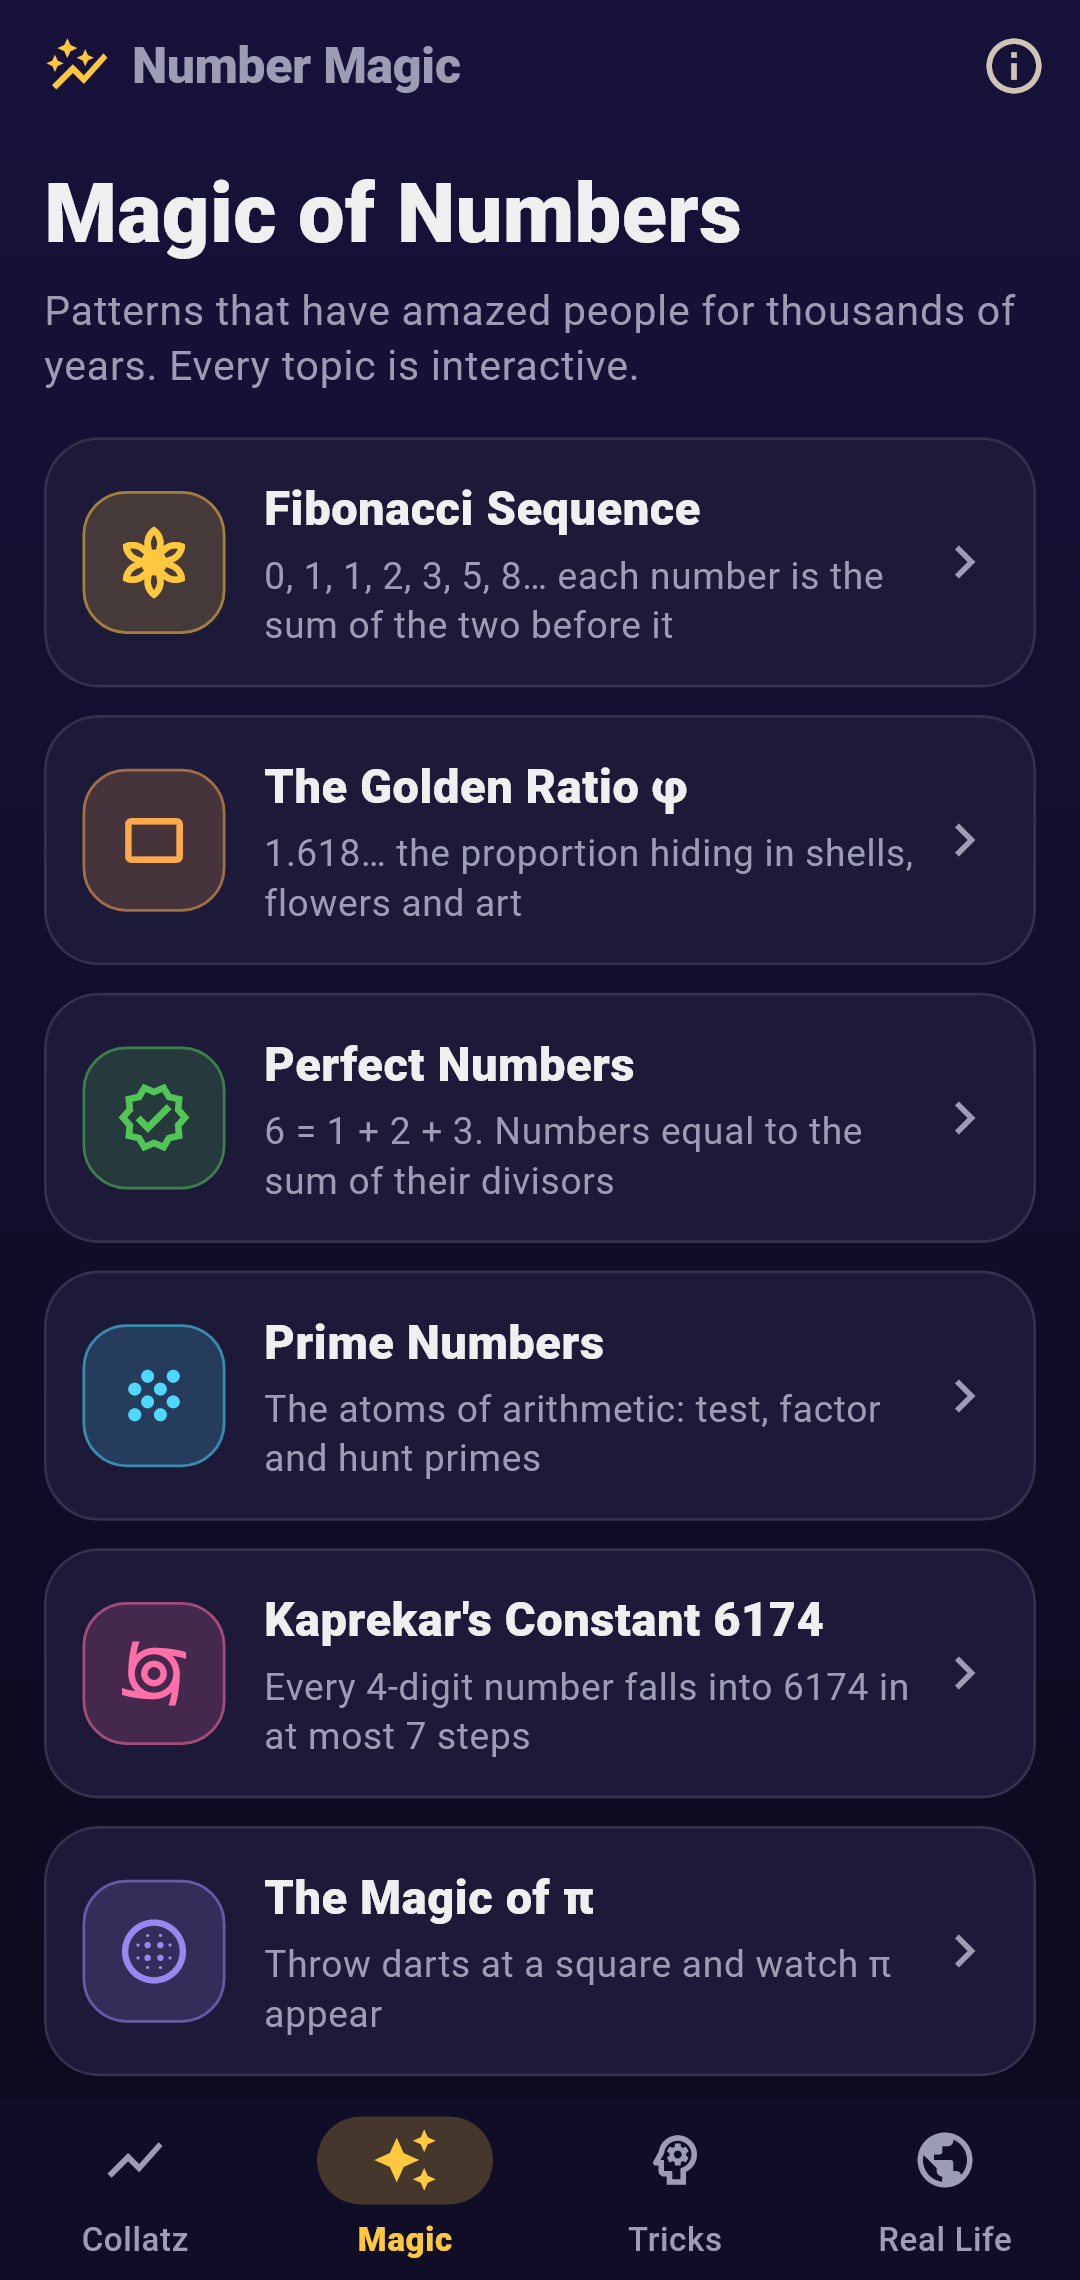 Number Magic
Magic of Numbers
Patterns that have amazed people for thousands of
years. Every topic is interactive.
Fibonacci Sequence
0, 1, 1, 2, 3, 5, 8… each number is the
sum of the two before it
The Golden Ratio φ
1.618… the proportion hiding in shells,
flowers and art
Perfect Numbers
6 = 1 + 2 + 3. Numbers equal to the
sum of their divisors
Prime Numbers
The atoms of arithmetic: test, factor
and hunt primes
Kaprekar's Constant 6174
Every 4-digit number falls into 6174 in
at most 7 steps
The Magic of π
Throw darts at a square and watch π
appear
Collatz
Magic
Tricks
Real Life